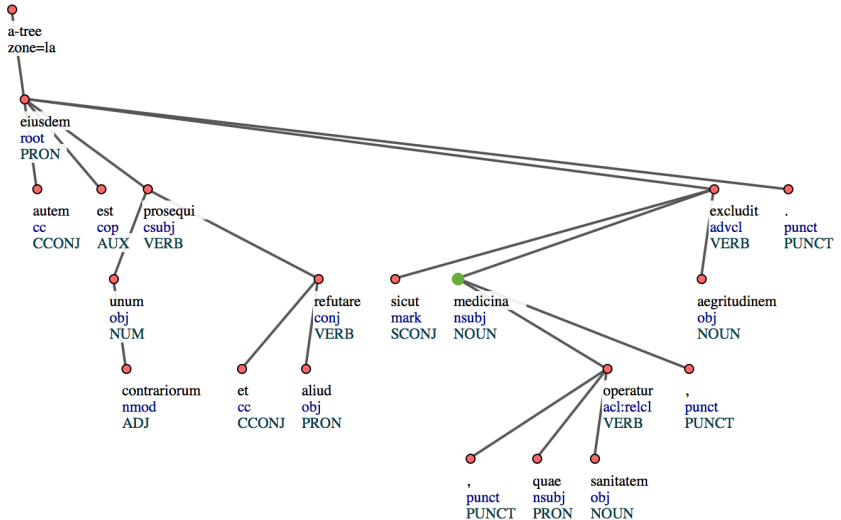 a-tree
zone=la
eiusdem
root
PRON
autem est prosequi excludit .
cc cop csubj advcl punct
CCONJ AUX VERB VERB PUNCT
unum refutare sicut medicina aegritudinem
obj conj mark nsubj obj
NUM VERB SCONJ NOUN NOUN
contrariorum et aliud operatur ,
nmod cc obj acl:relcl punct
ADJ CCONJ PRON VERB PUNCT
, quae sanitatem
punct nsubj obj
PUNCT PRON NOUN